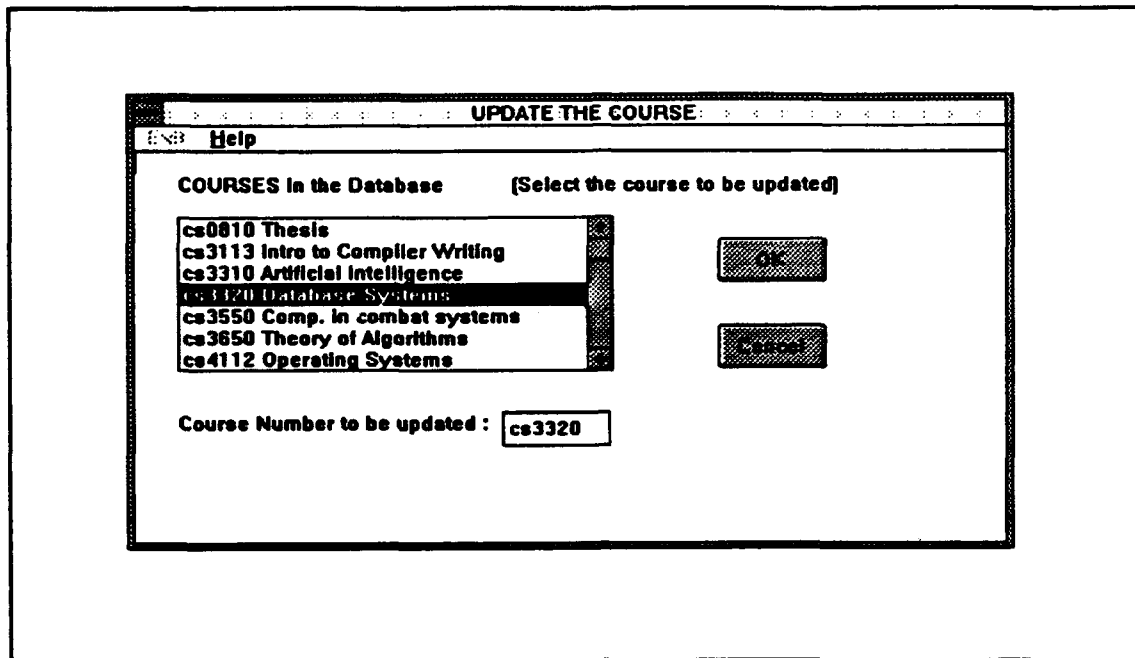 UPDATE THE COURSE
Help
COURSES in the Database (Select the course to be updated)
cs0810 Thesis
cs3113 Intro to Compiler Writing
cs3310 Artificial Intelligence
cs3320 Database Systems
cs3550 Comp. in combat systems
cs3650 Theory of Algorithms
cs4112 Operating Systems
OK
Cancel
Course Number to be updated : cs3320